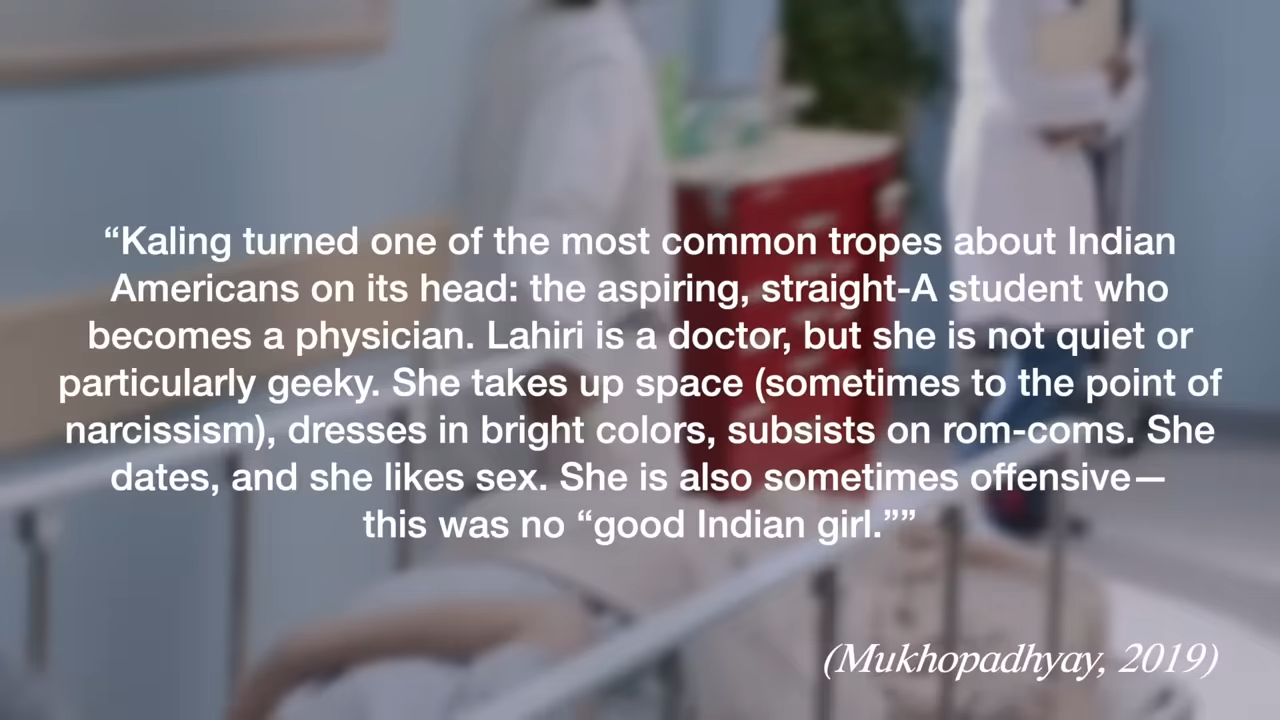 “Kaling turned one of the most common tropes about Indian
Americans on its head: the aspiring, straight-A student who
becomes a physician. Lahiri is a doctor, but she is not quiet or
particularly geeky. She takes up space (sometimes to the point of
narcissism), dresses in bright colors, subsists on rom-coms. She
dates, and she likes sex. She is also sometimes offensive—
this was no “good Indian girl.””
(Mukhopadhyay, 2019)